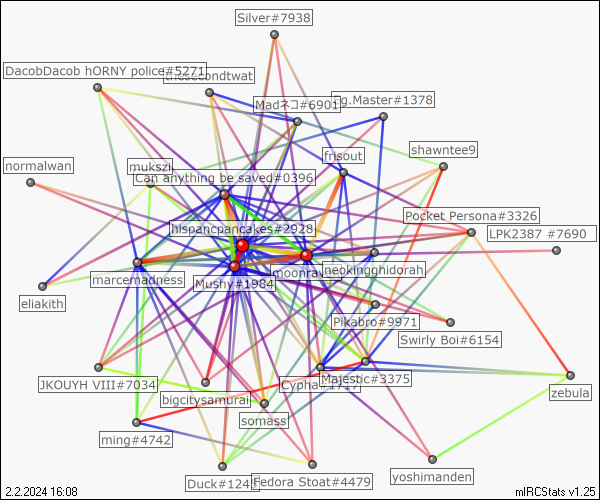 Silver#7938
DacobDacob hORNY police#5271
thesecondtwat
Madネコ#6901
g.Master#1378
shawntee9
frisout
normalwan
mukszi
Can anything be saved#0396
Pocket Persona#3326
hispancpancakes#2928
LPK2387 #7690
marcemadness
Mushy#1984
moonrav
neokingghidorah
eliakith
Pikabro#9971
Swirly Boi#6154
JKOUYH VIII#7034
Cypha#1717
Majestic#3375
zebula
bigcitysamurai
somass
ming#4742
Duck#124
Fedora Stoat#4479
yoshimanden
2.2.2024 16:08
mIRCStats v1.25